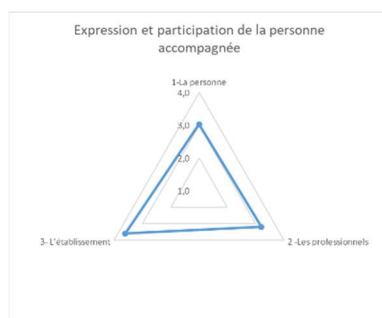 Expression et participation de la personne
accompagnée
1-La personne
4,0
3,0
2,0
1,0
3- L'établissement
2 -Les professionnels